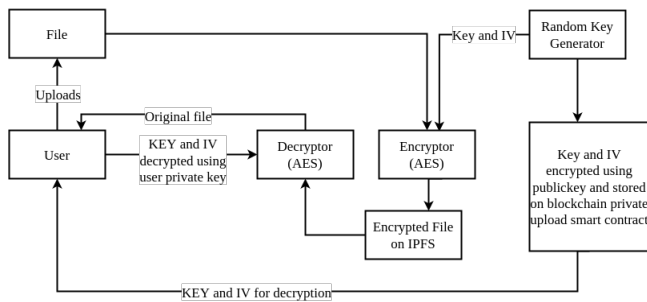 File
Key and IV
Random Key
Generator
Uploads
Original file
User
KEY and IV
decrypted using
user private key
Decryptor
(AES)
Encryptor
(AES)
Key and IV
encrypted using
publickey and stored
on blockchain private
upload smart contract
Encrypted File
on IPFS
KEY and IV for decryption